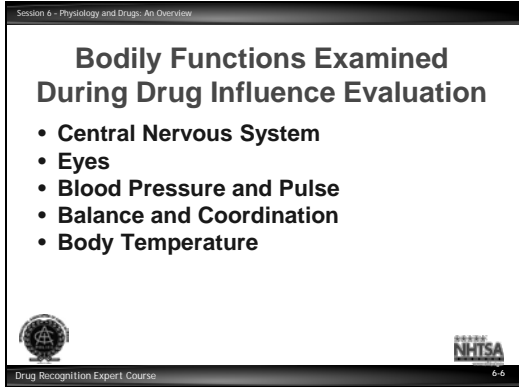 Session 6 - Physiology and Drugs: An Overview
Bodily Functions Examined
During Drug Influence Evaluation
• Central Nervous System
• Eyes
• Blood Pressure and Pulse
• Balance and Coordination
• Body Temperature
NHTSA
Drug Recognition Expert Course
6-6